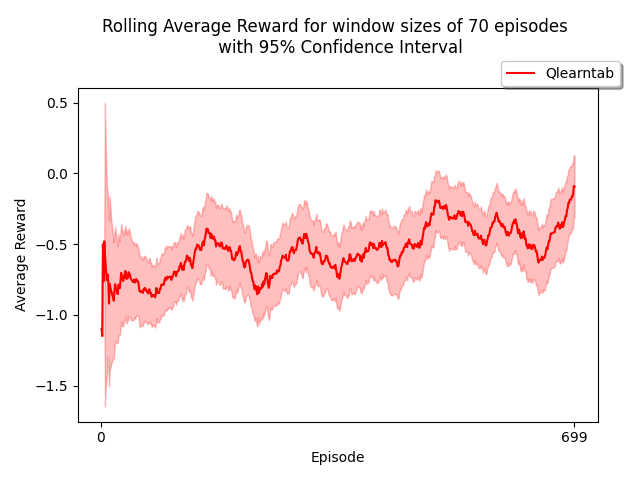 Rolling Average Reward for window sizes of 70 episodes
with 95% Confidence Interval
Qlearntab
0.5
0.0
−0.5
−1.0
−1.5
Average Reward
0 699
Episode